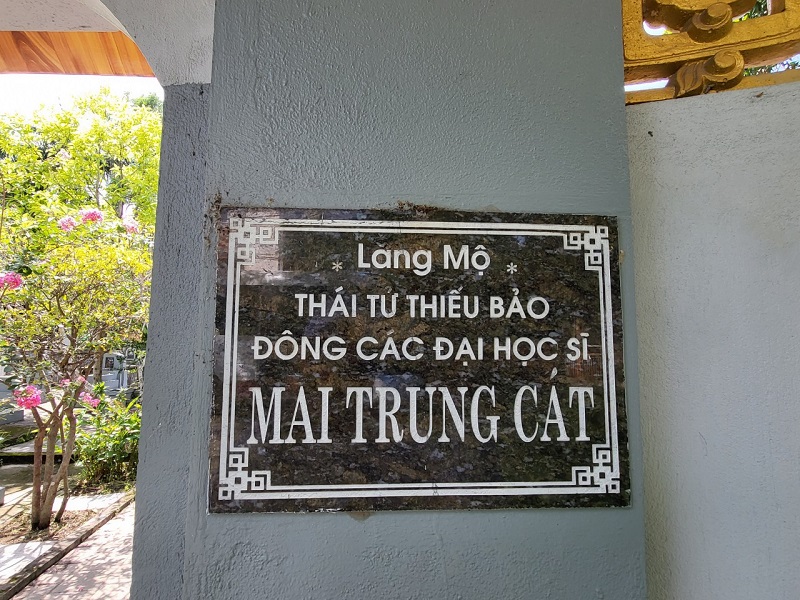 * Lăng Mộ *
THÁI TỬ THIẾU BẢO
ĐÔNG CÁC ĐẠI HỌC SĨ
MAI TRUNG CÁT